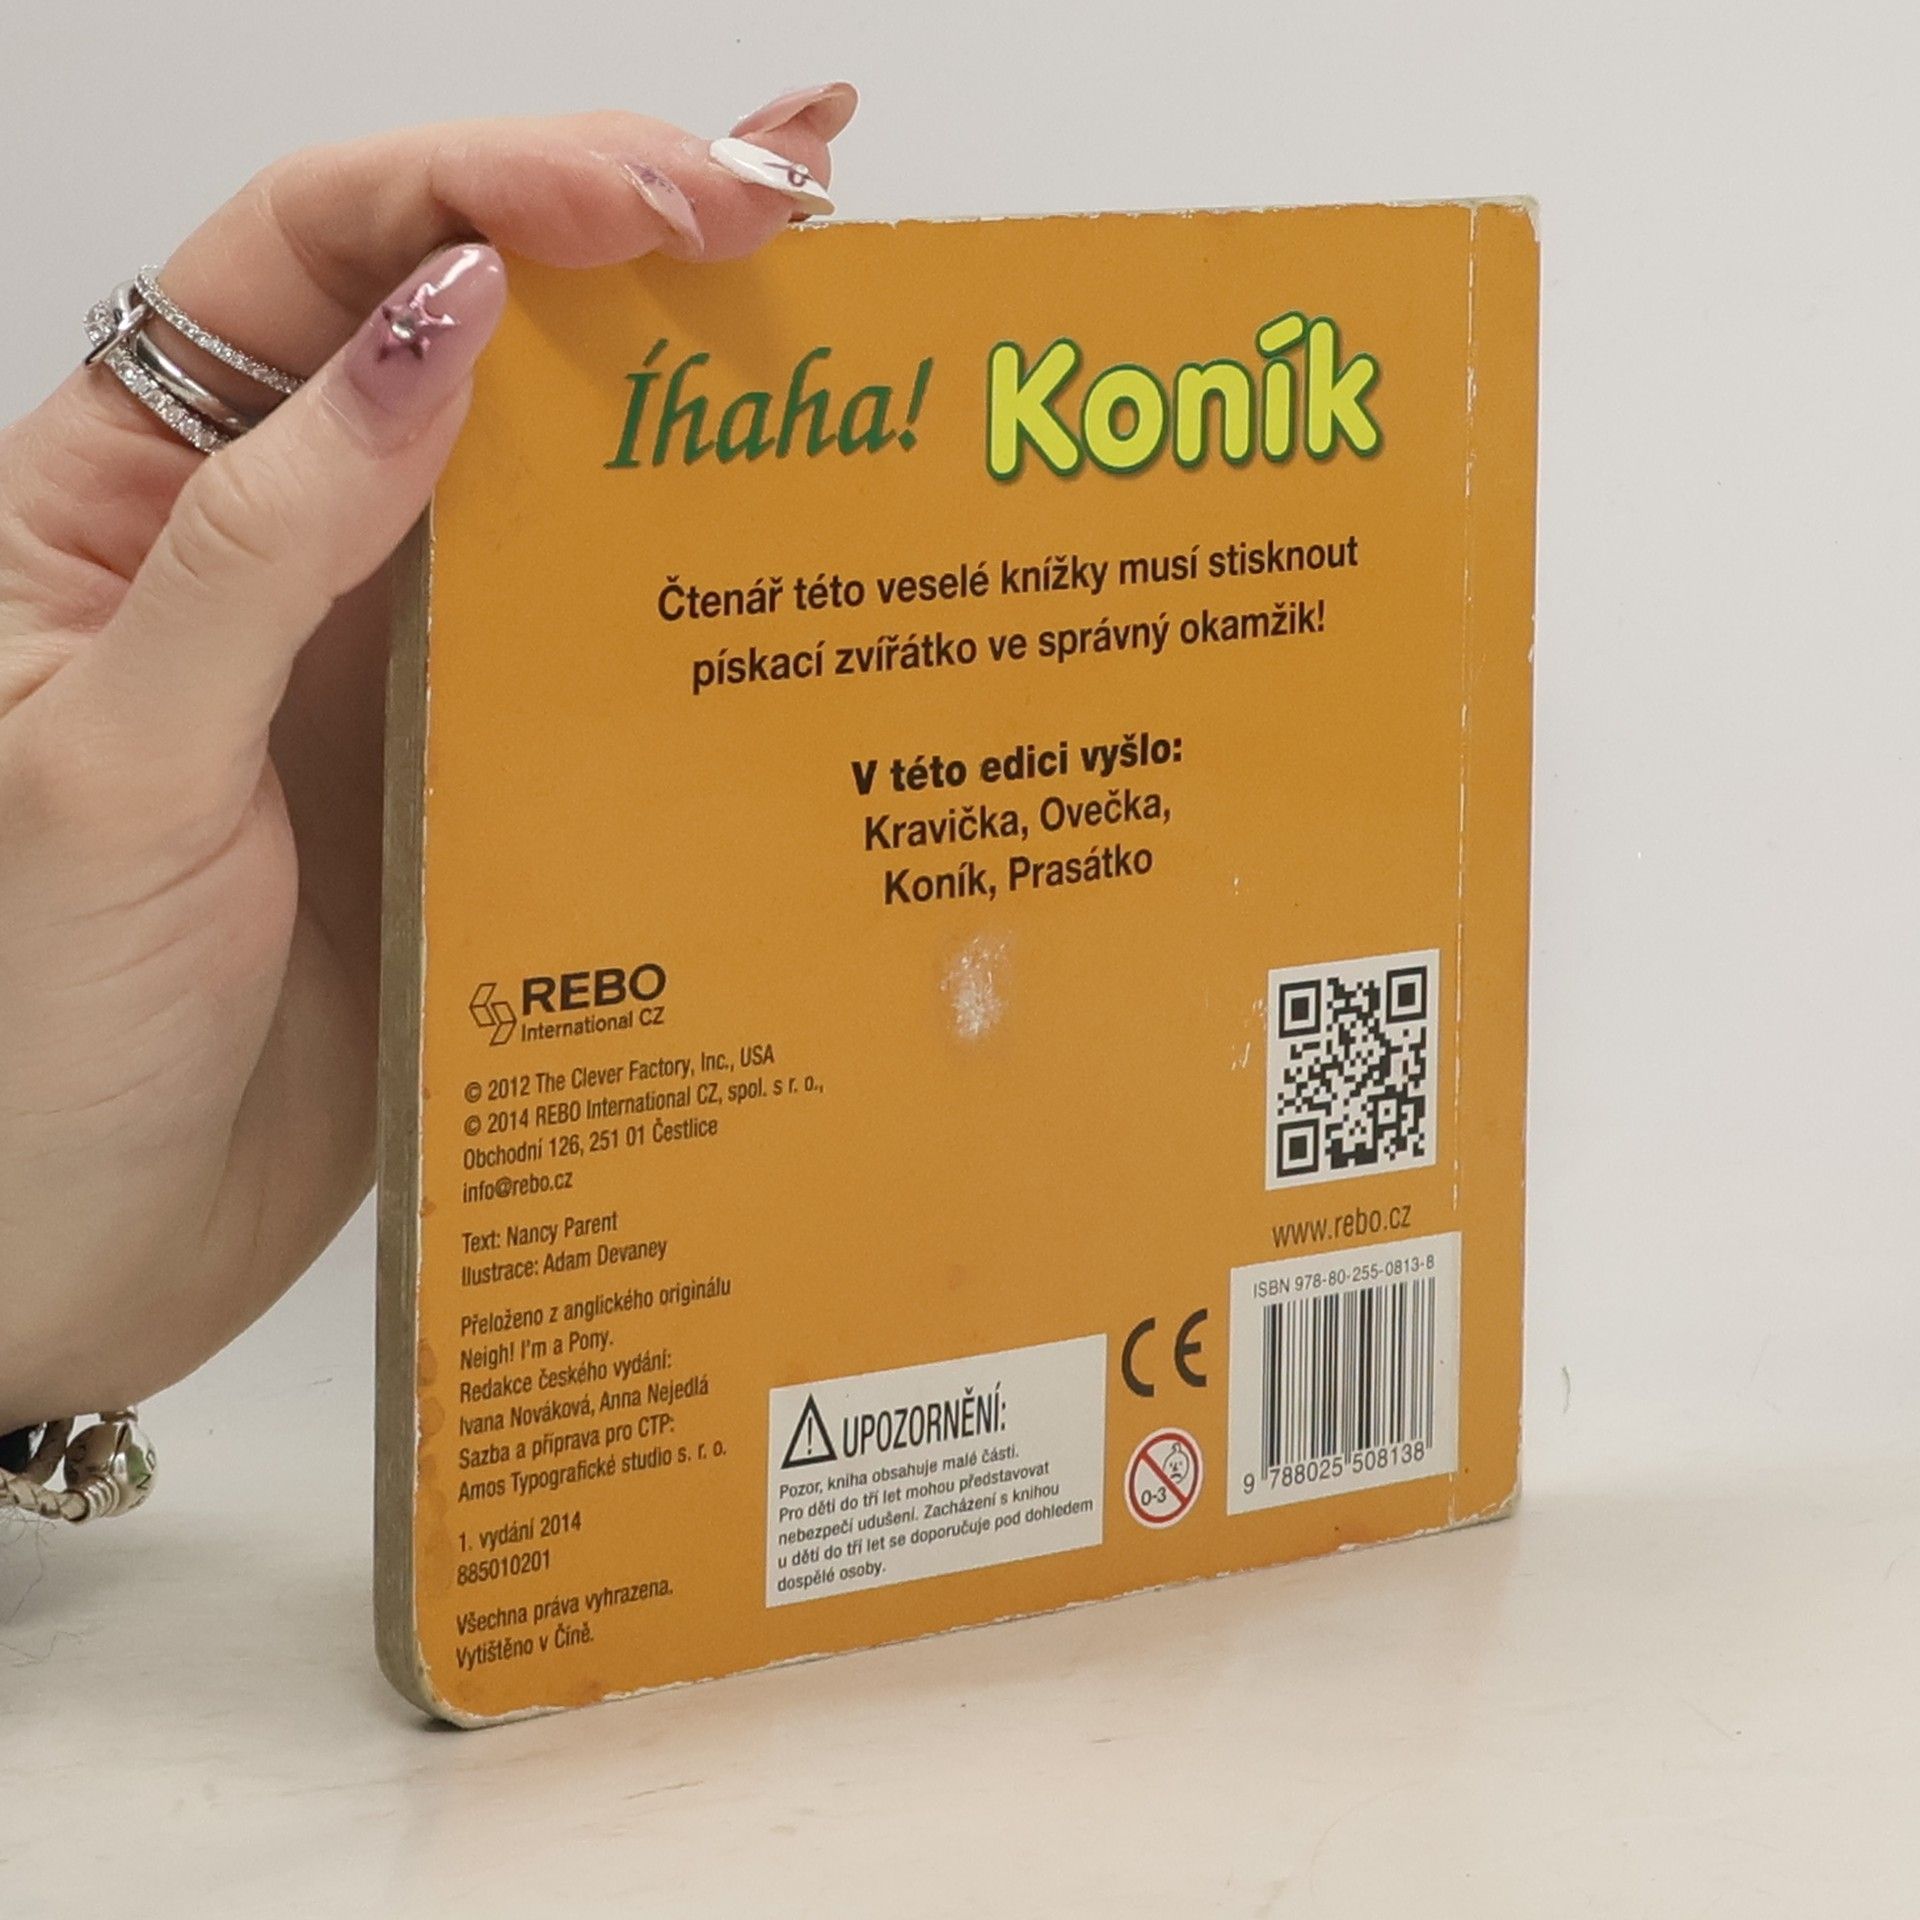 Íhaha! Koník
Čtenář této veselé knížky musí stisknout
pískací zvířátko ve správný okamžik!
V této edici vyšlo:
Kravička, Ovečka,
Koník, Prasátko
REBO
International CZ
© 2012 The Clever Factory, Inc., USA
© 2014 REBO International CZ, spol. s r. o.,
Obchodní 126, 251 01 Čestlice
info@rebo.cz
Text: Nancy Parent
Ilustrace: Adam Devaney
Přeloženo z anglického originálu
Neigh! I'm a Pony.
Redakce českého vydání:
Ivana Nováková, Anna Nejedlá
Sazba a příprava pro CTP:
Amos Typografické studio s. r. o.
1. vydání 2014
885010201
Všechna práva vyhrazena.
Vytištěno v Číně.
UPOZORNĚNÍ:
Pozor, kniha obsahuje malé části.
Pro děti do tří let mohou představovat
nebezpečí udušení. Zacházení s knihou
u dětí do tří let se doporučuje pod dohledem
dospělé osoby.
CE
0-3
www.rebo.cz
ISBN 978-80-255-0813-8
9 788025 508138